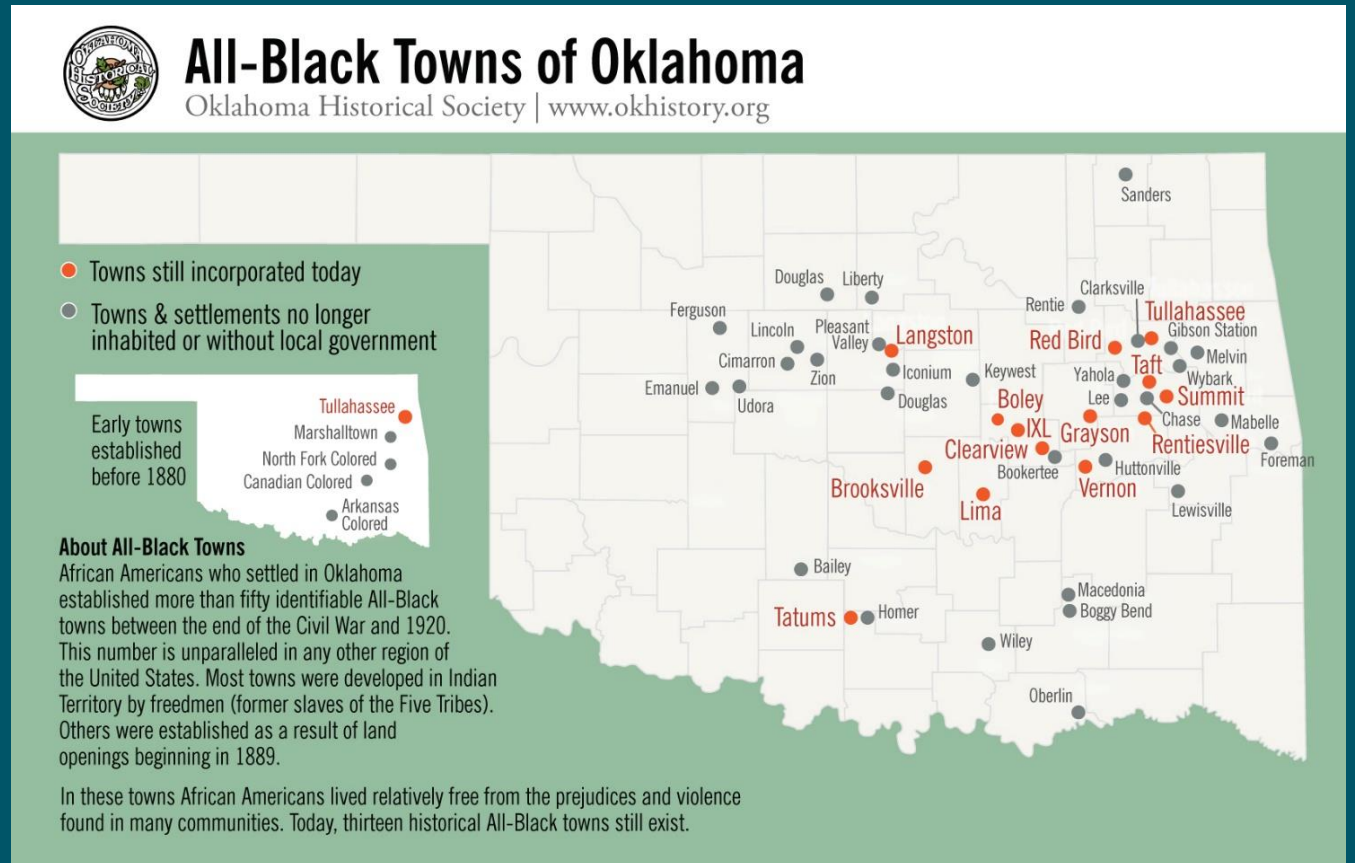 OKLAHOMA
HISTORICAL
SOCIETY
All-Black Towns of Oklahoma
Oklahoma Historical Society | www.okhistory.org
Towns still incorporated today
Towns & settlements no longer
inhabited or without local government
Early towns
established
before 1880
Tullahassee
Marshalltown
North Fork Colored
Canadian Colored
Arkansas
Colored
About All-Black Towns
African Americans who settled in Oklahoma
established more than fifty identifiable All-Black
towns between the end of the Civil War and 1920.
This number is unparalleled in any other region of
the United States. Most towns were developed in Indian
Territory by freedmen (former slaves of the Five Tribes).
Others were established as a result of land
openings beginning in 1889.
In these towns African Americans lived relatively free from the prejudices and violence
found in many communities. Today, thirteen historical All-Black towns still exist.
Sanders
Douglas
Liberty
Clarksville
Rentie
Tullahassee
Ferguson
Lincoln
Pleasant
Valley
Langston
Red Bird
Gibson Station
Melvin
Cimarron
Zion
Iconium
Keywest
Yahola
Taft
Wybark
Emanuel
Udora
Douglas
Boley
Lee
Summit
Chase
Mabelle
IXL
Grayson
Rentiesville
Foreman
Clearview
Bookertee
Huttonville
Brooksville
Vernon
Lima
Lewisville
Bailey
Macedonia
Boggy Bend
Tatums
Homer
Wiley
Oberlin